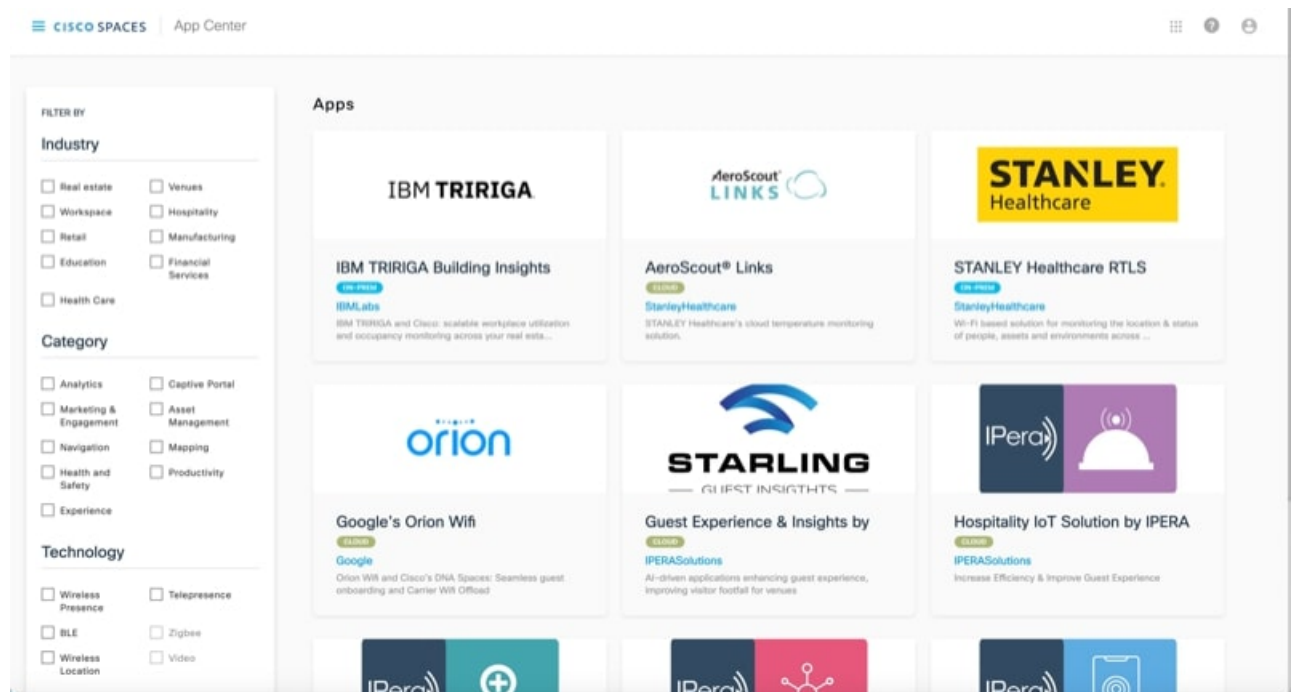 CISCO SPACES
App Center
FILTER BY
Industry
Real estate
Venues
Workspace
Hospitality
Retail
Manufacturing
Education
Financial
Services
Health Care
Category
Analytics
Captive Portal
Marketing &
Engagement
Asset
Management
Navigation
Mapping
Health and
Safety
Productivity
Experience
Technology
Wireless
Presence
Telepresence
BLE
Zigbee
Wireless
Location
Video
Apps
IBM TRIRIGA
IBM TRIRIGA Building Insights
ON-PREM
IBMLabs
IBM TRIRIGA and Cisco: scalable workplace utilization
and occupancy monitoring across your real esta...
AeroScout
LINKS
AeroScout® Links
CLOUD
StanleyHealthcare
STANLEY Healthcare's cloud temperature monitoring
solution.
STANLEY
Healthcare
STANLEY Healthcare RTLS
ON-PREM
StanleyHealthcare
Wi-Fi based solution for monitoring the location & status
of people, assets and environments across ...
orion
Google's Orion Wifi
CLOUD
Google
Orion Wifi and Cisco's DNA Spaces: Seamless guest
onboarding and Carrier Wifi Offload
STARLING
GUEST INSIGTHTS
Guest Experience & Insights by
CLOUD
IPERASolutions
AI-driven applications enhancing guest experience,
improving visitor footfall for venues
IPera
Hospitality IoT Solution by IPERA
CLOUD
IPERASolutions
Increase Efficiency & Improve Guest Experience
IPera
IPera
IPera